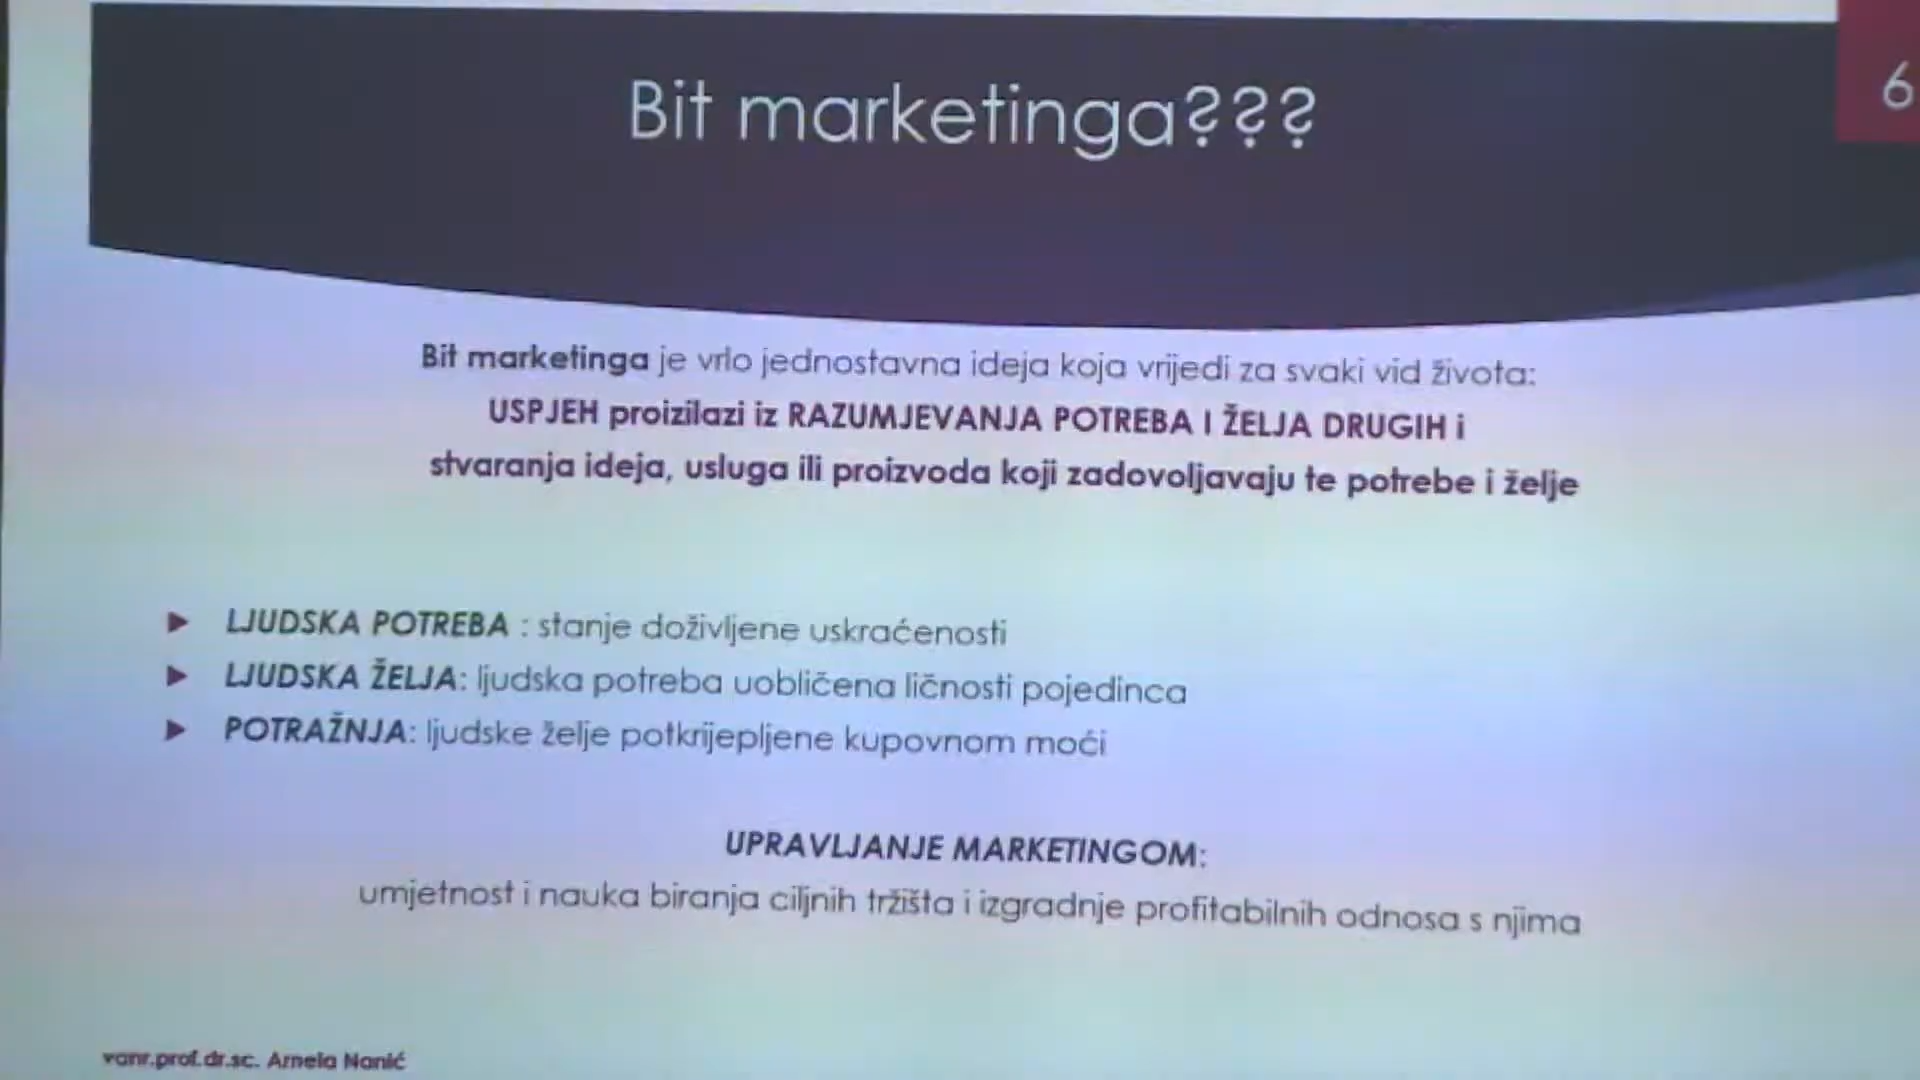 6
Bit marketinga???
Bit marketinga je vrlo jednostavna ideja koja vrijedi za svaki vid života:
USPJEH proizilazi iz RAZUMJEVANJA POTREBA I ŽELJA DRUGIH i
stvaranja ideja, usluga ili proizvoda koji zadovoljavaju te potrebe i želje
► LJUDSKA POTREBA : stanje doživljene uskraćenosti
► LJUDSKA ŽELJA: ljudska potreba uobličena ličnosti pojedinca
► POTRAŽNJA: ljudske želje potkrijepljene kupovnom moći
UPRAVLJANJE MARKETINGOM:
umjetnost i nauka biranja ciljnih tržišta i izgradnje profitabilnih odnosa s njima
vanr.prof.dr.sc. Arnela Nanić